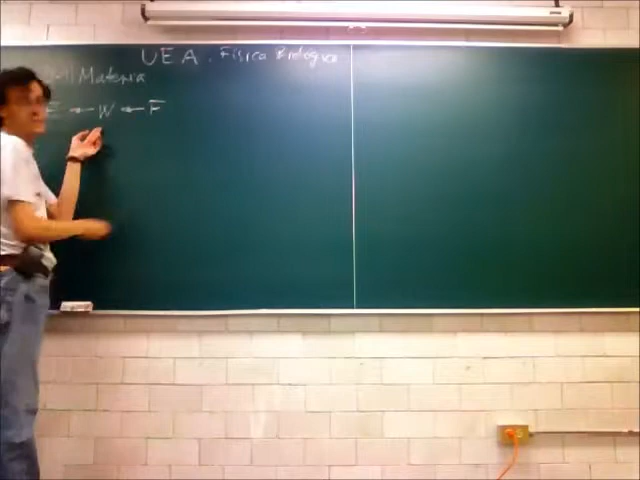 UEA. Física Biológica
Materia
E ← W ← F